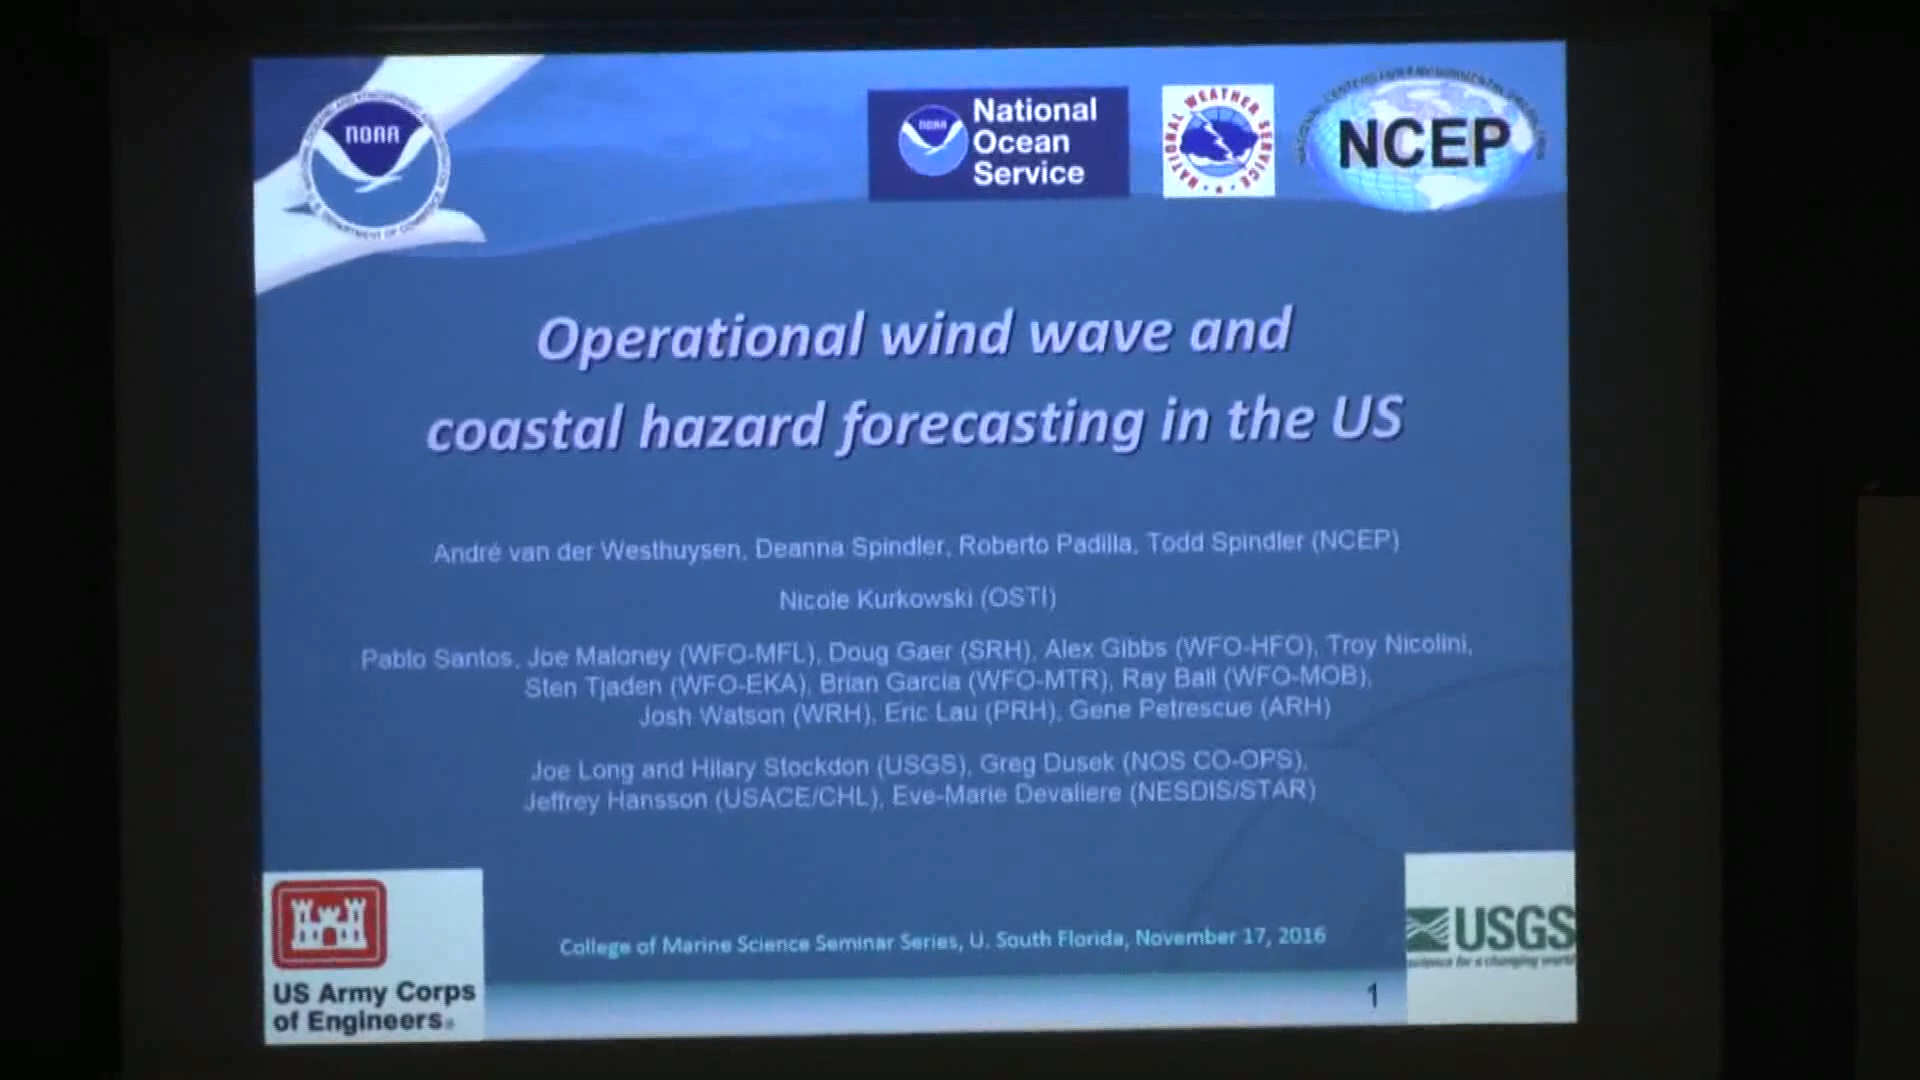 NOAA
National
Ocean
Service
NATIONAL WEATHER SERVICE
NCEP
Operational wind wave and
coastal hazard forecasting in the US
André van der Westhuysen, Deanna Spindler, Roberto Padilla, Todd Spindler (NCEP)
Nicole Kurkowski (OSTI)
Pablo Santos, Joe Maloney (WFO-MFL), Doug Gaer (SRH), Alex Gibbs (WFO-HFO), Troy Nicolini,
Sten Tjaden (WFO-EKA), Brian Garcia (WFO-MTR), Ray Ball (WFO-MOB),
Josh Watson (WRH), Eric Lau (PRH), Gene Petrescue (ARH)
Joe Long and Hilary Stockdon (USGS), Greg Dusek (NOS CO-OPS),
Jeffrey Hansson (USACE/CHL), Eve-Marie Devaliere (NESDIS/STAR)
College of Marine Science Seminar Series, U. South Florida, November 17, 2016
US Army Corps
of Engineers®
USGS
science for a changing world
1